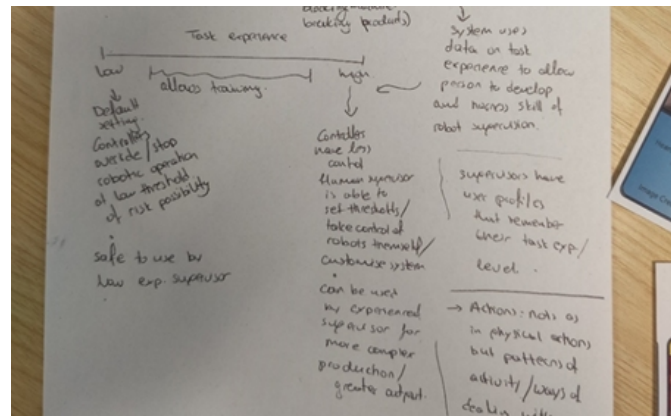 breaking products)
Task experience
low
allows training.
high.
Default
setting.
Controllers
override/stop
robotic operation
at low threshold
of risk possibility
safe to use by
low exp. supervisor
Controllers
have less
control
Human supervisor
is able to
set thresholds/
take control of
robots themself/
customise system
can be used
by experienced
supervisor for
more complex
production/
greater output.
System uses
data on task
experience to allow
person to develop
and skill of
robot supervision.
supervisors have
user profiles
that remember
their task exp/
level.
→ Actions: not as
in physical actions
but patterns of
activity/ways of
dealing with